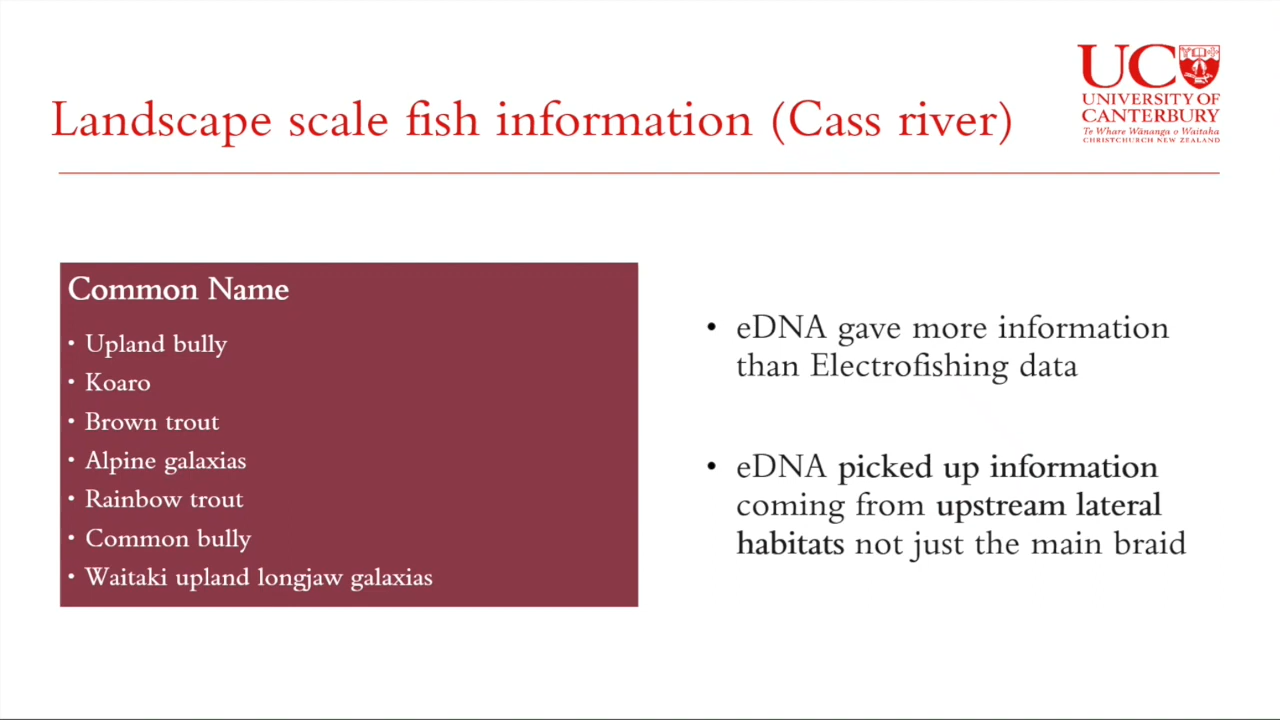 Landscape scale fish information (Cass river)
UC
UNIVERSITY OF
CANTERBURY
Te Whare Wānanga o Waitaha
CHRISTCHURCH NEW ZEALAND
Common Name
• Upland bully
• Koaro
• Brown trout
• Alpine galaxias
• Rainbow trout
• Common bully
• Waitaki upland longjaw galaxias
• eDNA gave more information
than Electrofishing data
• eDNA picked up information
coming from upstream lateral
habitats not just the main braid